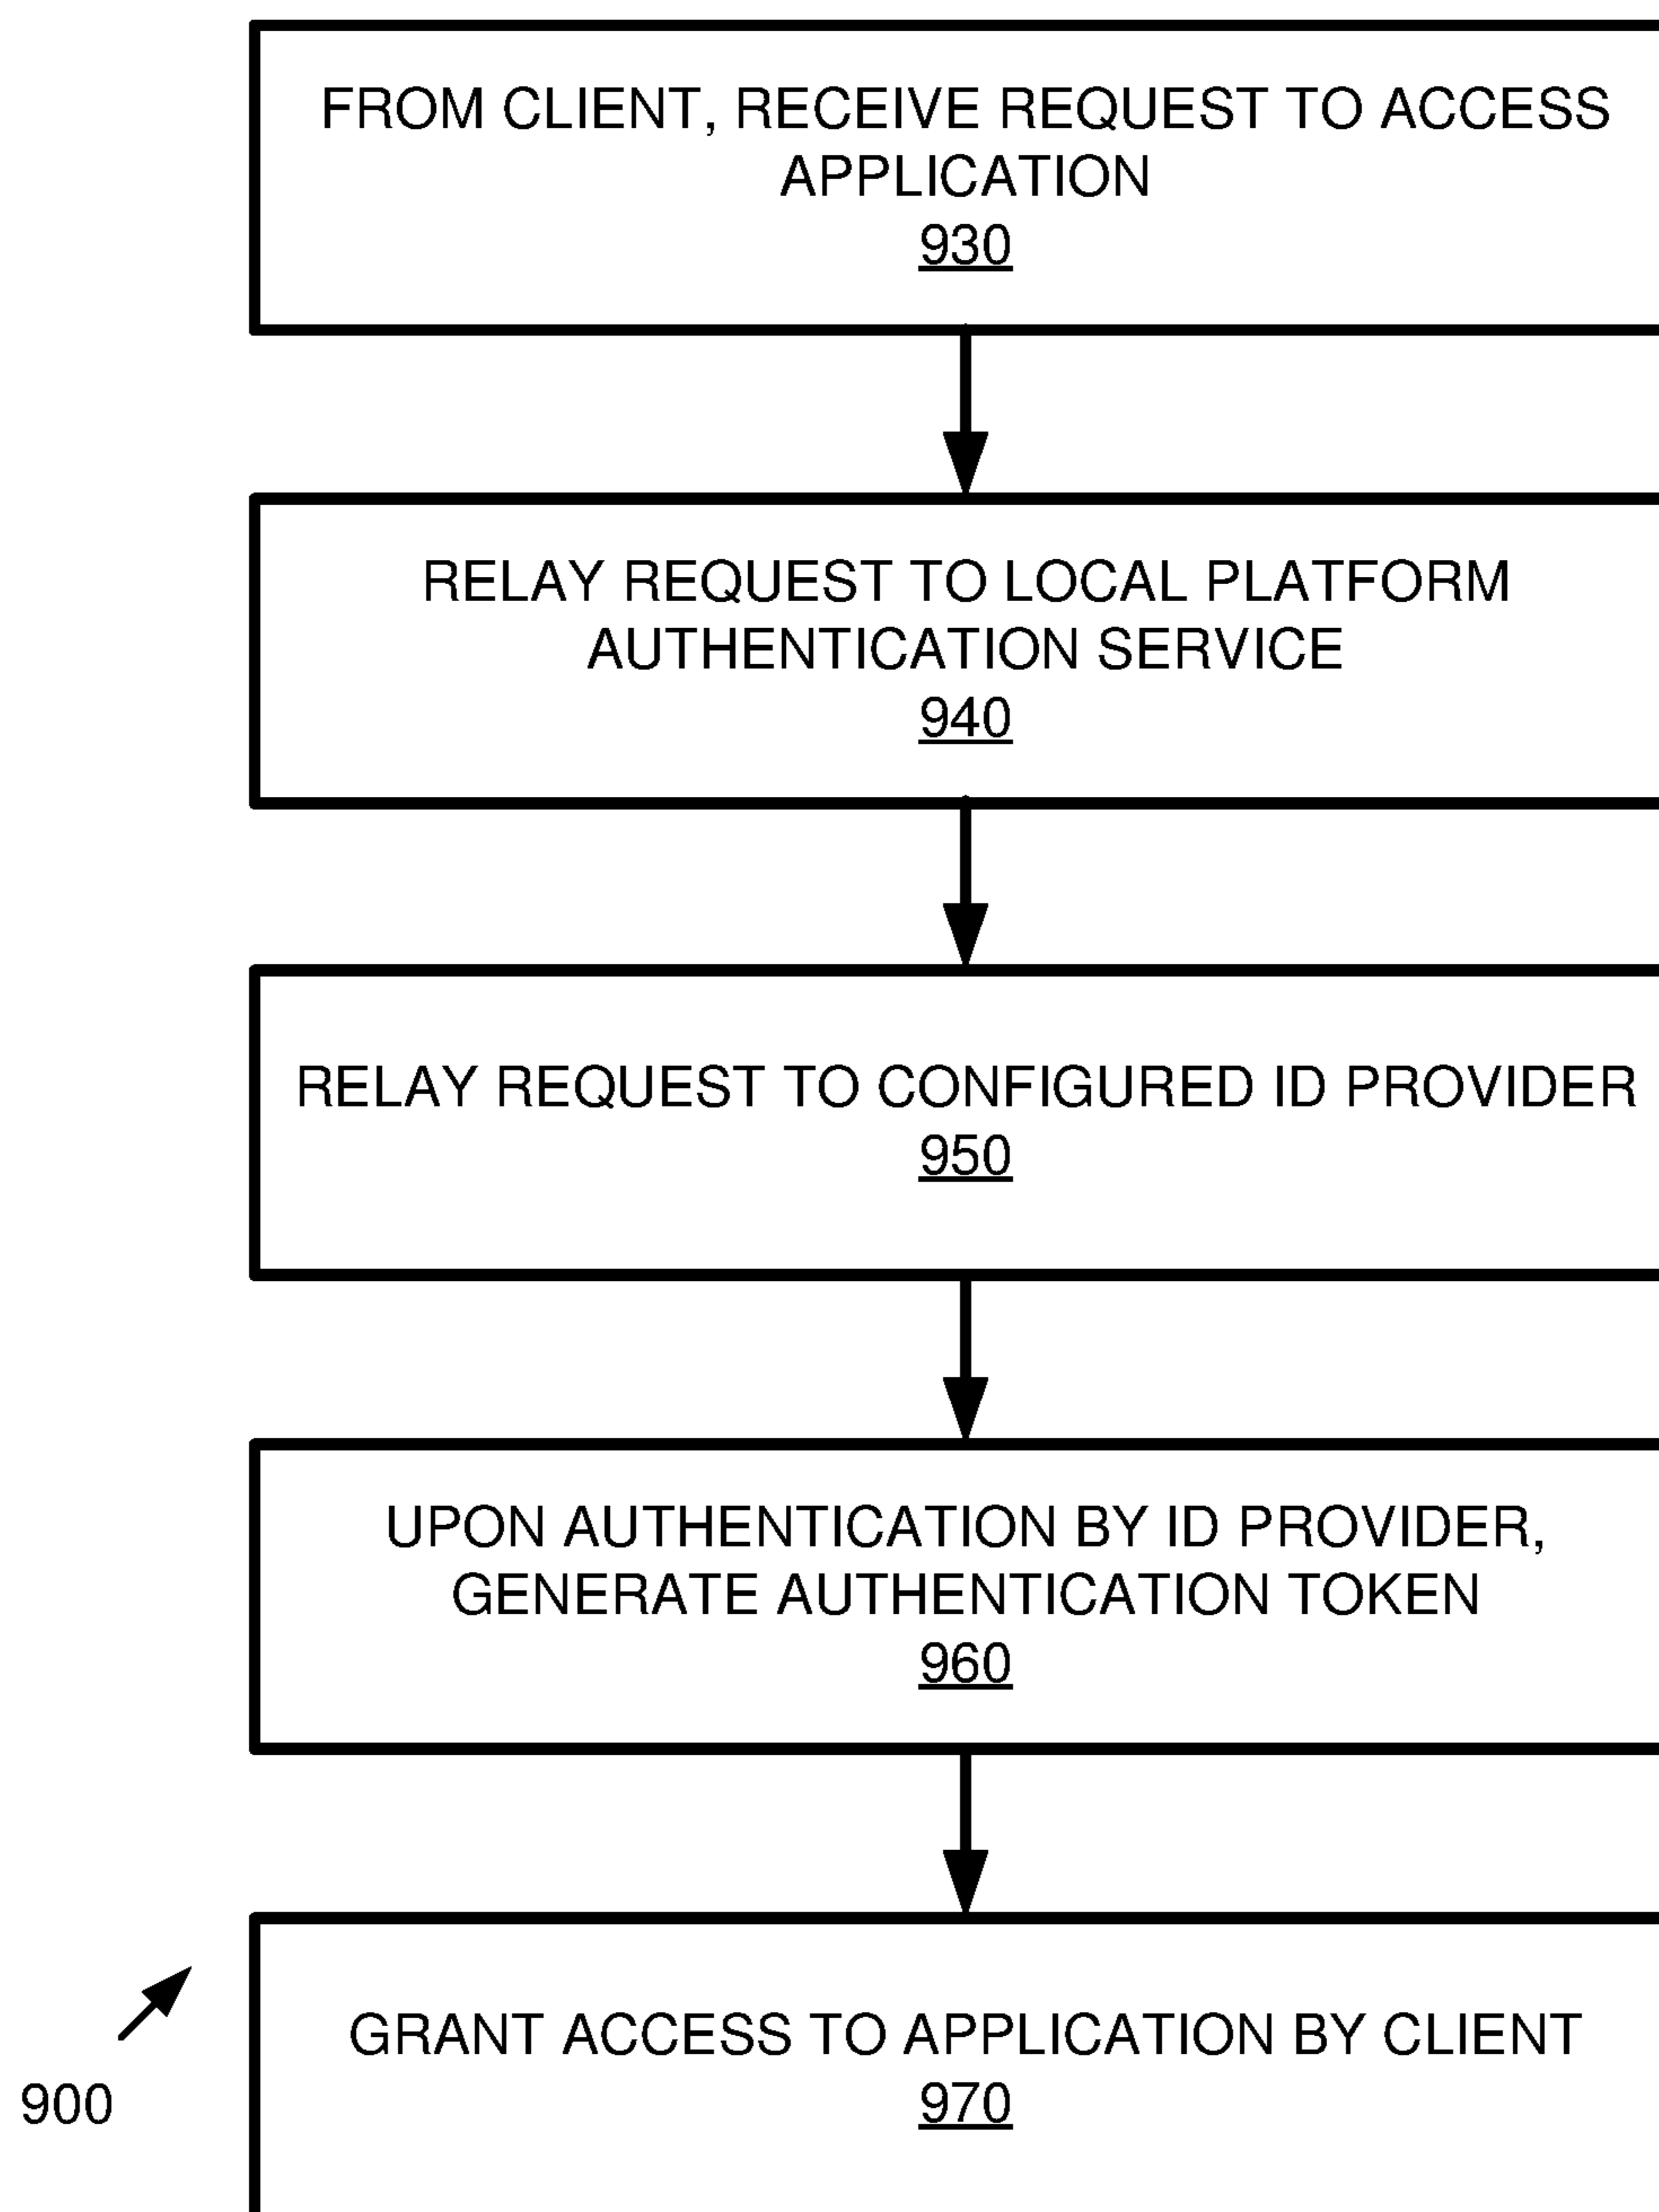 FROM CLIENT, RECEIVE REQUEST TO ACCESS
APPLICATION
930
RELAY REQUEST TO LOCAL PLATFORM
AUTHENTICATION SERVICE
940
RELAY REQUEST TO CONFIGURED ID PROVIDER
950
UPON AUTHENTICATION BY ID PROVIDER,
GENERATE AUTHENTICATION TOKEN
960
GRANT ACCESS TO APPLICATION BY CLIENT
970
900